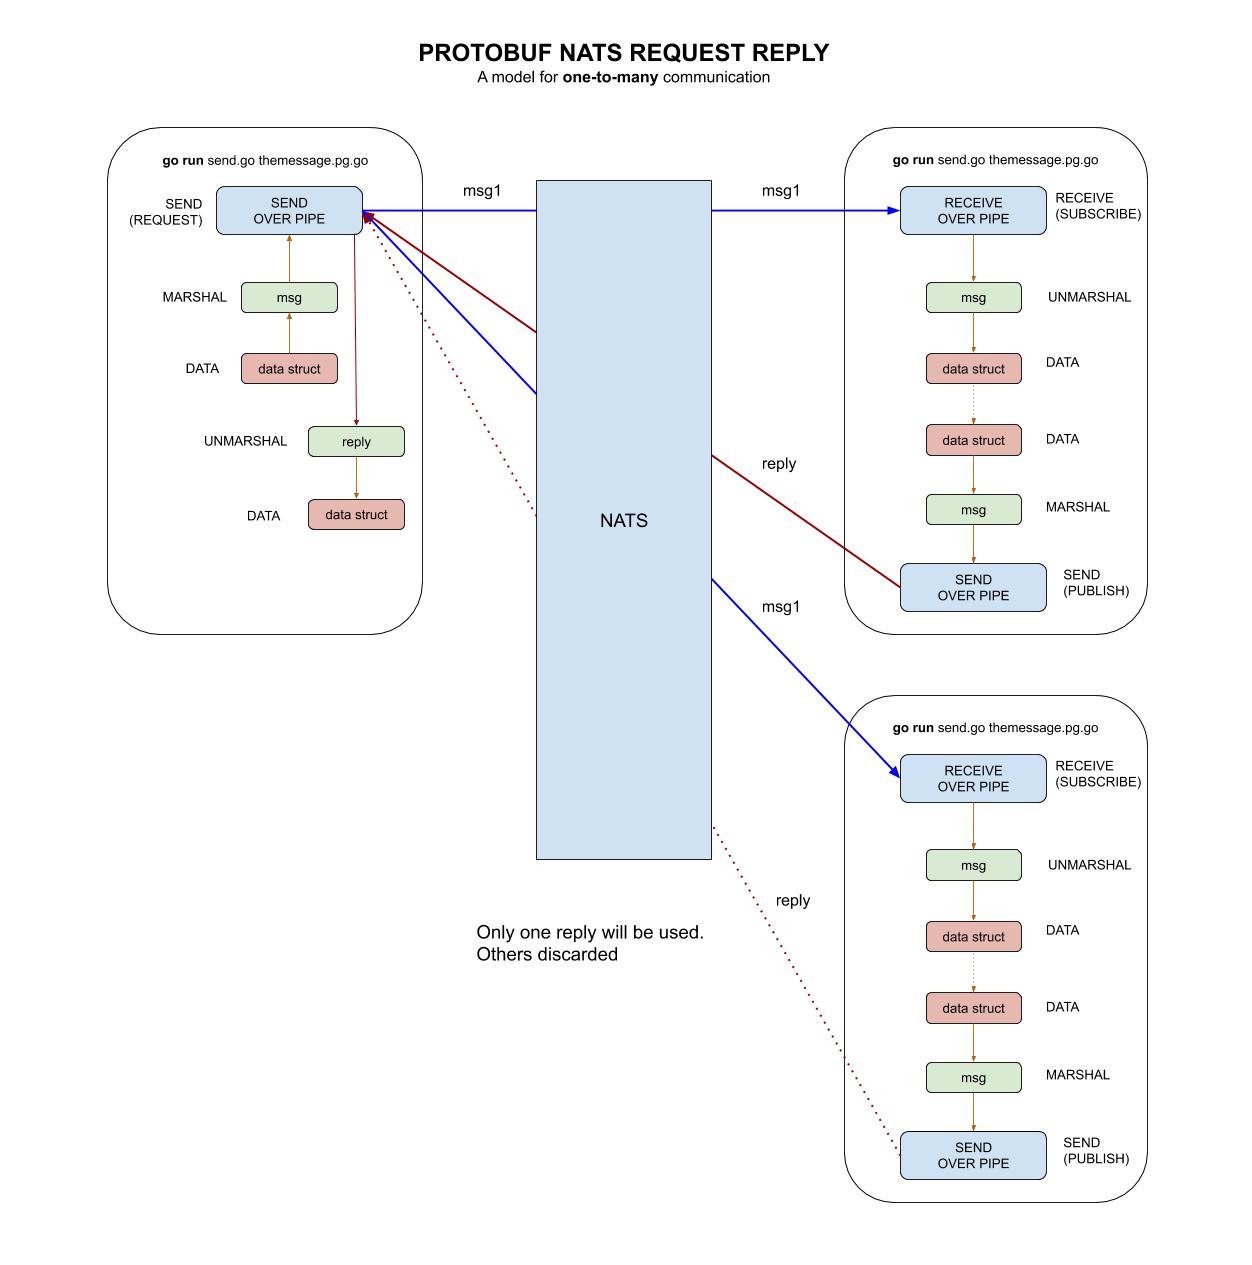 PROTOBUF NATS REQUEST REPLY
A model for one-to-many communication
go run send.go themessage.pg.go
SEND
(REQUEST)
SEND
OVER PIPE
MARSHAL
msg
DATA
data struct
UNMARSHAL
reply
DATA
data struct
msg1
NATS
msg1
reply
msg1
reply
Only one reply will be used.
Others discarded
go run send.go themessage.pg.go
RECEIVE
OVER PIPE
RECEIVE
(SUBSCRIBE)
msg
UNMARSHAL
data struct
DATA
data struct
DATA
msg
MARSHAL
SEND
OVER PIPE
SEND
(PUBLISH)
go run send.go themessage.pg.go
RECEIVE
OVER PIPE
RECEIVE
(SUBSCRIBE)
msg
UNMARSHAL
data struct
DATA
data struct
DATA
msg
MARSHAL
SEND
OVER PIPE
SEND
(PUBLISH)